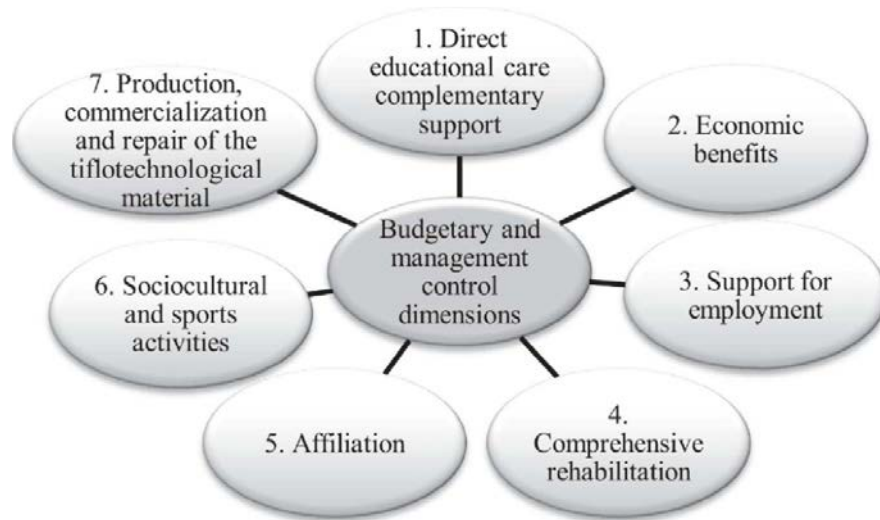 1. Direct
educational care
complementary
support
2. Economic
benefits
3. Support for
employment
4.
Comprehensive
rehabilitation
5. Affiliation
6. Sociocultural
and sports
activities
7. Production,
commercialization
and repair of the
tiflotechnological
material
Budgetary and
management
control
dimensions